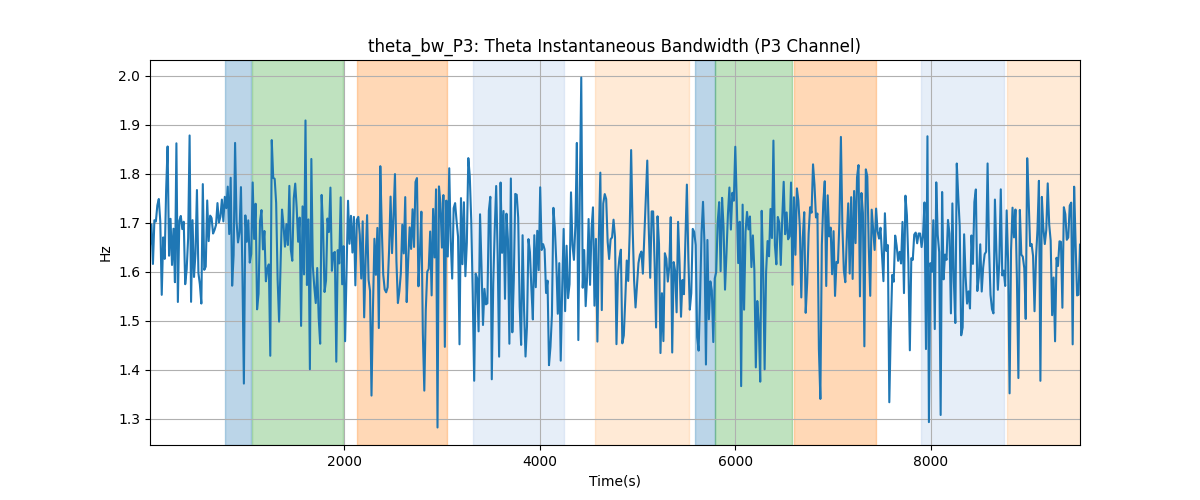 theta_bw_P3: Theta Instantaneous Bandwidth (P3 Channel)
2.0
1.9
1.8
1.7
1.6
1.5
1.4
1.3
Hz
2000 4000 6000 8000
Time(s)